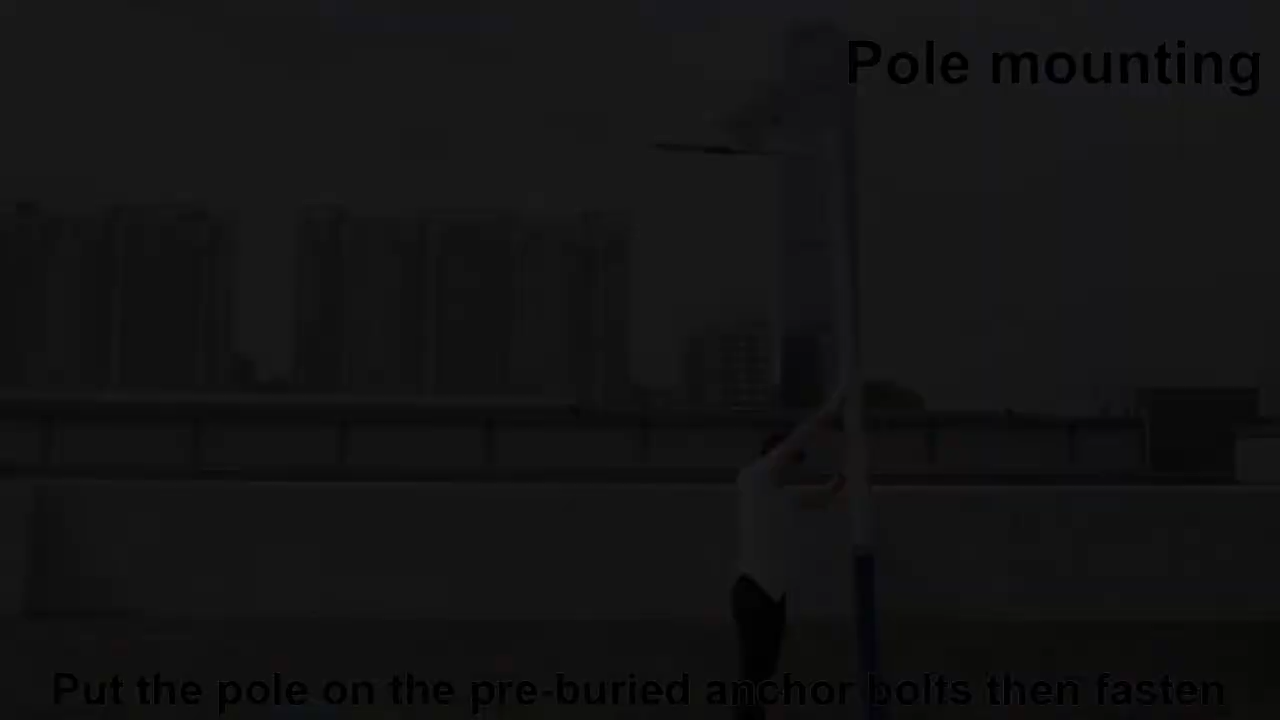 Pole mounting
Put the pole on the pre-buried anchor bolts then fasten